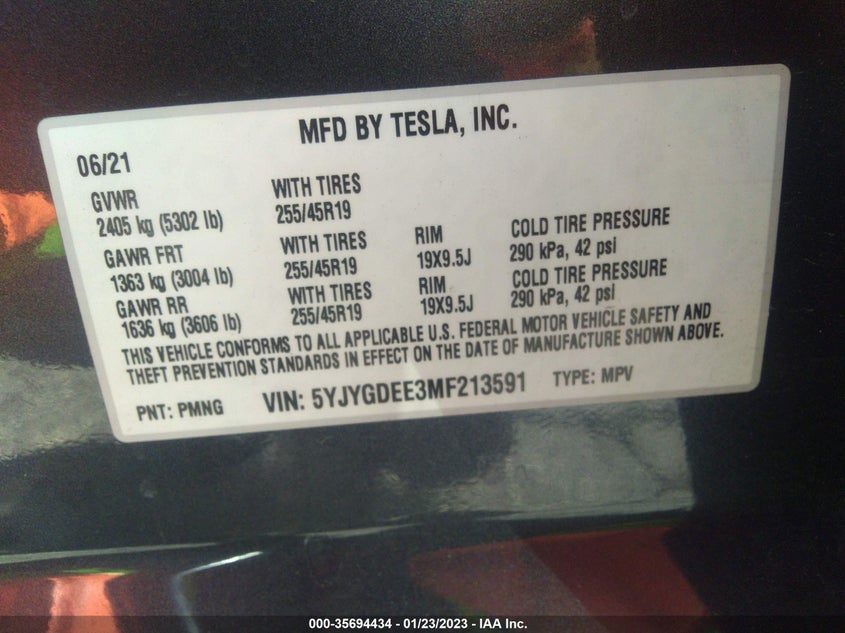 MFD BY TESLA, INC.
06/21
GVWR WITH TIRES
2405 kg (5302 lb) 255/45R19
GAWR FRT WITH TIRES RIM COLD TIRE PRESSURE
1363 kg (3004 lb) 255/45R19 19X9.5J 290 kPa, 42 psi
GAWR RR WITH TIRES RIM COLD TIRE PRESSURE
1636 kg (3606 lb) 255/45R19 19X9.5J 290 kPa, 42 psi
THIS VEHICLE CONFORMS TO ALL APPLICABLE U.S. FEDERAL MOTOR VEHICLE SAFETY AND
THEFT PREVENTION STANDARDS IN EFFECT ON THE DATE OF MANUFACTURE SHOWN ABOVE.
PNT: PMNG VIN: 5YJYGDEE3MF213591 TYPE: MPV
000-35694434 - 01/23/2023 - IAA Inc.